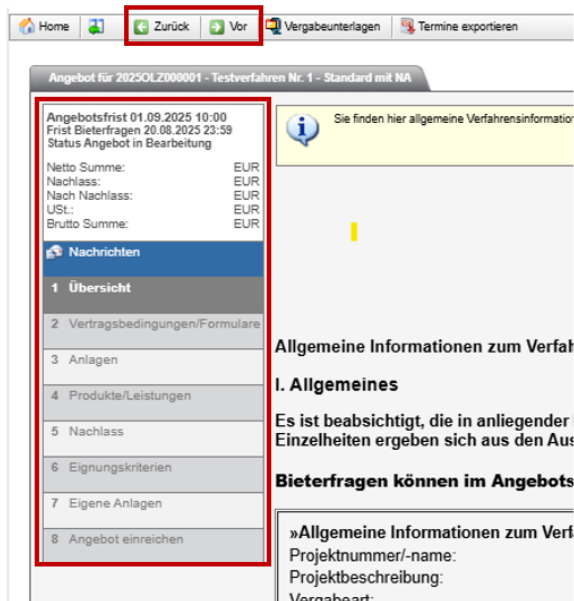 Home Zurück Vor Vergabeunterlagen Termine exportieren
Angebot für 2025OLZ000001 - Testverfahren Nr. 1 - Standard mit NA
Angebotsfrist 01.09.2025 10:00
Frist Bieterfragen 20.08.2025 23:59
Status Angebot in Bearbeitung
Netto Summe: EUR
Nachlass: EUR
Nach Nachlass: EUR
USt.: EUR
Brutto Summe: EUR
Nachrichten
1 Übersicht
2 Vertragsbedingungen/Formulare
3 Anlagen
4 Produkte/Leistungen
5 Nachlass
6 Eignungskriterien
7 Eigene Anlagen
8 Angebot einreichen
Sie finden hier allgemeine Verfahrensinformation
Allgemeine Informationen zum Verfah
I. Allgemeines
Es ist beabsichtigt, die in anliegender
Einzelheiten ergeben sich aus den Aus
Bieterfragen können im Angebots
»Allgemeine Informationen zum Verf
Projektnummer/-name:
Projektbeschreibung:
Vergabeart: